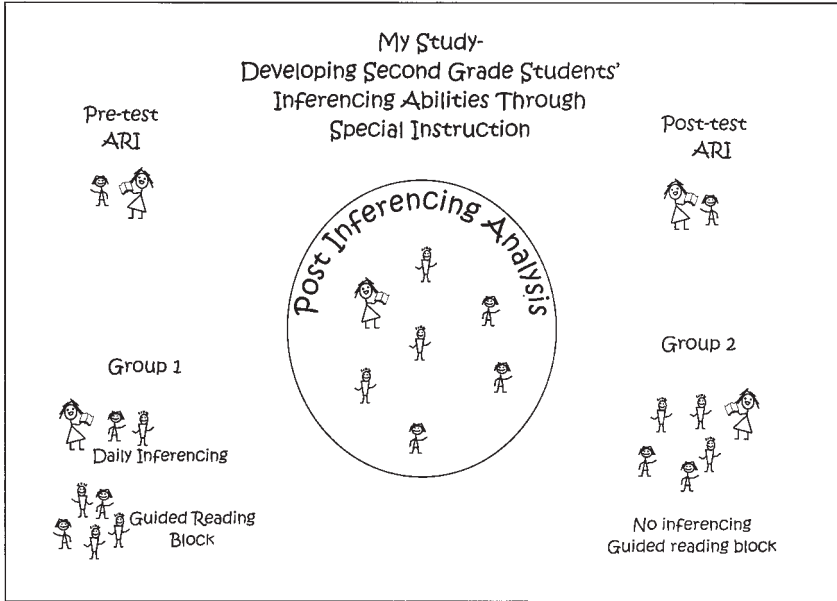 My Study-
Developing Second Grade Students'
Inferencing Abilities Through
Special Instruction
Pre-test
ARI
Post-test
ARI
Post Inferencing Analysis
Group 1
Daily Inferencing
Guided Reading
Block
Group 2
No inferencing
Guided reading block